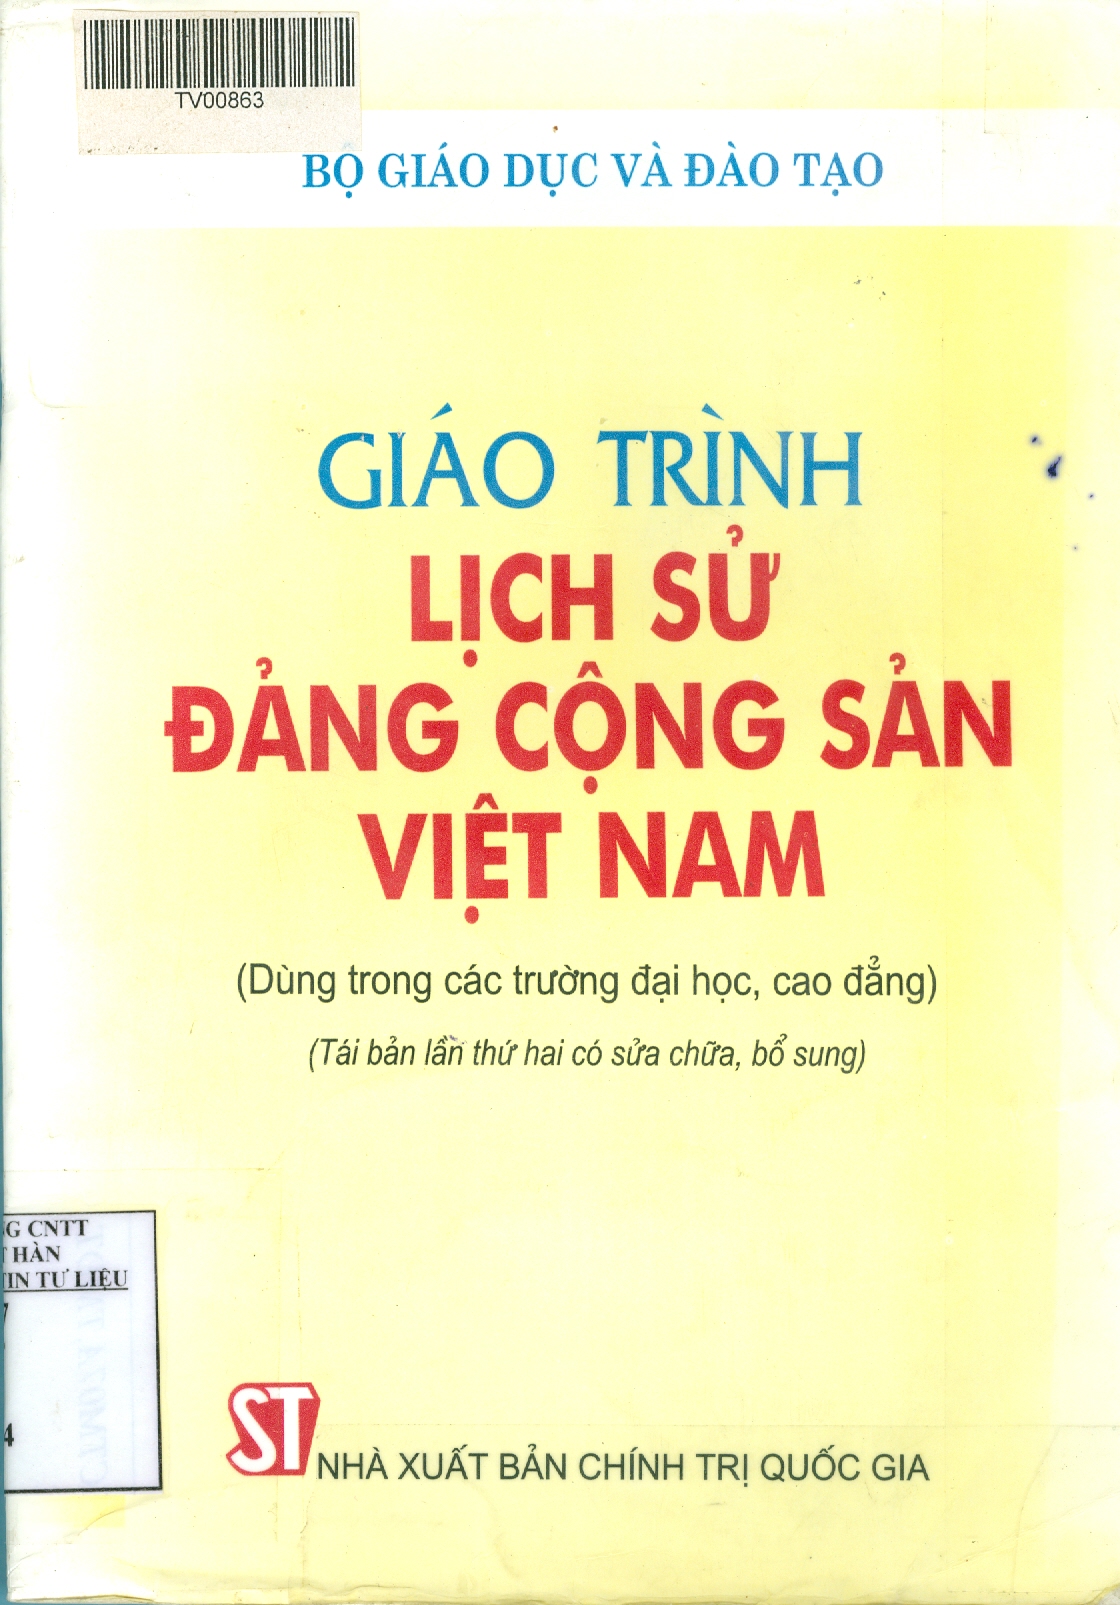 TV00863
BỘ GIÁO DỤC VÀ ĐÀO TẠO
GIÁO TRÌNH
LỊCH SỬ
ĐẢNG CỘNG SẢN
VIỆT NAM
(Dùng trong các trường đại học, cao đẳng)
(Tái bản lần thứ hai có sửa chữa, bổ sung)
CNTT
HÀN
TIN TƯ LIỆU
4
ST
NHÀ XUẤT BẢN CHÍNH TRỊ QUỐC GIA